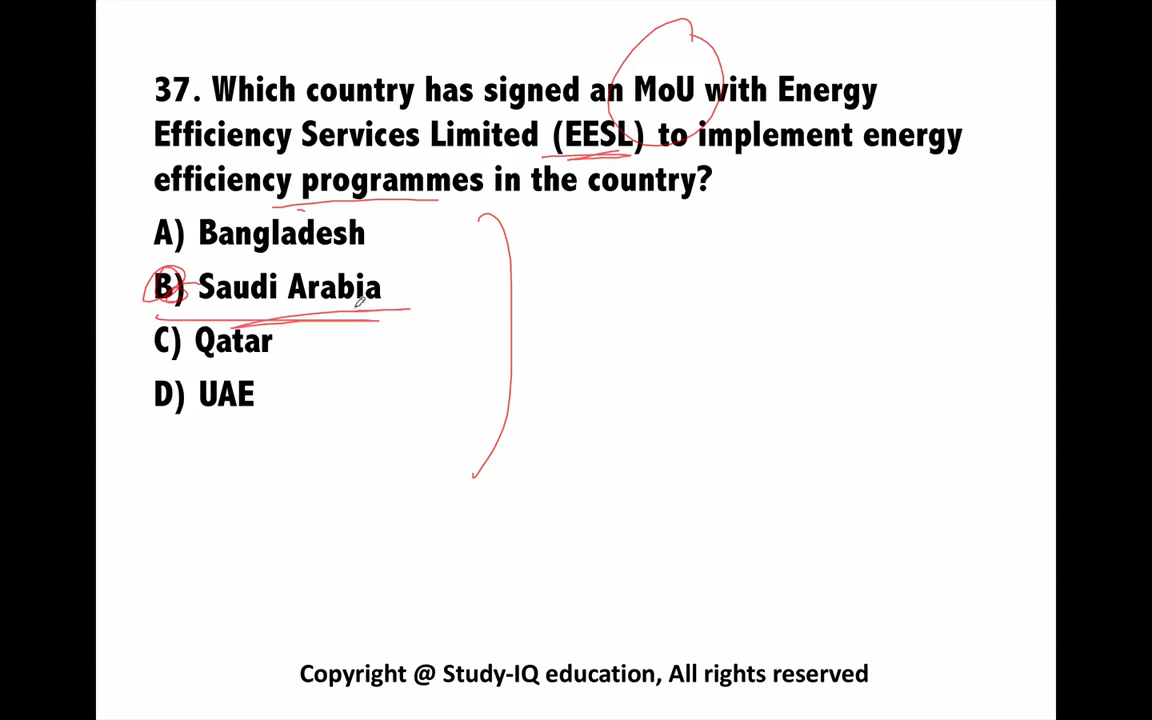 37. Which country has signed an MoU with Energy
Efficiency Services Limited (EESL) to implement energy
efficiency programmes in the country?
A) Bangladesh
B) Saudi Arabia
C) Qatar
D) UAE
Copyright @ Study-IQ education, All rights reserved